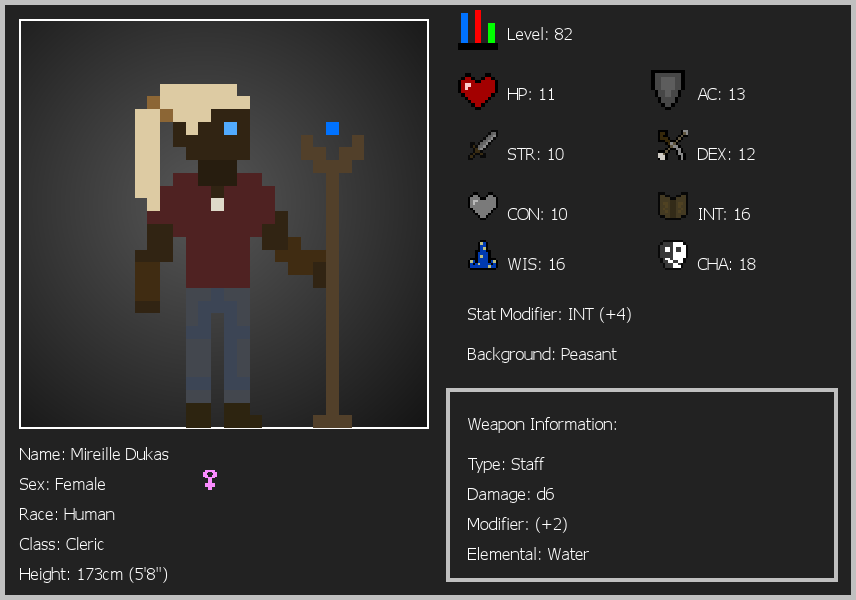 Level: 82
HP: 11
AC: 13
STR: 10
DEX: 12
CON: 10
INT: 16
WIS: 16
CHA: 18
Stat Modifier: INT (+4)
Background: Peasant
Weapon Information:
Type: Staff
Damage: d6
Modifier: (+2)
Elemental: Water
Name: Mireille Dukas
Sex: Female
Race: Human
Class: Cleric
Height: 173cm (5'8")